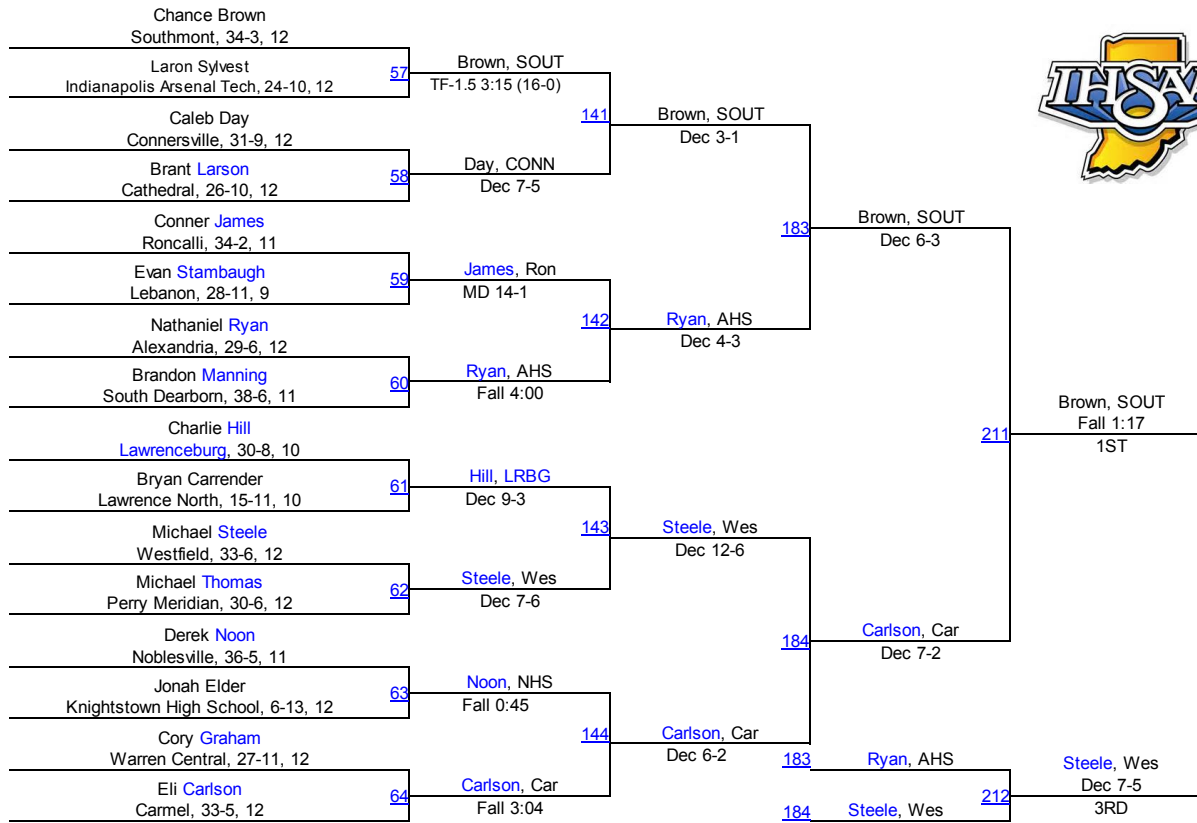 Chance Brown
Southmont, 34-3, 12
Laron Sylvest
Indianapolis Arsenal Tech, 24-10, 12
57
Brown, SOUT
TF-1.5 3:15 (16-0)
141
Brown, SOUT
Dec 3-1
IHSAA
Caleb Day
Connersville, 31-9, 12
Brant Larson
Cathedral, 26-10, 12
58
Day, CONN
Dec 7-5
183
Brown, SOUT
Dec 6-3
Conner James
Roncalli, 34-2, 11
Evan Stambaugh
Lebanon, 28-11, 9
59
James, Ron
MD 14-1
142
Ryan, AHS
Dec 4-3
Nathaniel Ryan
Alexandria, 29-6, 12
Brandon Manning
South Dearborn, 38-6, 11
60
Ryan, AHS
Fall 4:00
211
Brown, SOUT
Fall 1:17
1ST
Charlie Hill
Lawrenceburg, 30-8, 10
Bryan Carrender
Lawrence North, 15-11, 10
61
Hill, LRBG
Dec 9-3
143
Steele, Wes
Dec 12-6
Michael Steele
Westfield, 33-6, 12
Michael Thomas
Perry Meridian, 30-6, 12
62
Steele, Wes
Dec 7-6
184
Carlson, Car
Dec 7-2
Derek Noon
Noblesville, 36-5, 11
Jonah Elder
Knightstown High School, 6-13, 12
63
Noon, NHS
Fall 0:45
144
Carlson, Car
Dec 6-2
Cory Graham
Warren Central, 27-11, 12
Eli Carlson
Carmel, 33-5, 12
64
Carlson, Car
Fall 3:04
183
Ryan, AHS
184
Steele, Wes
212
Steele, Wes
Dec 7-5
3RD